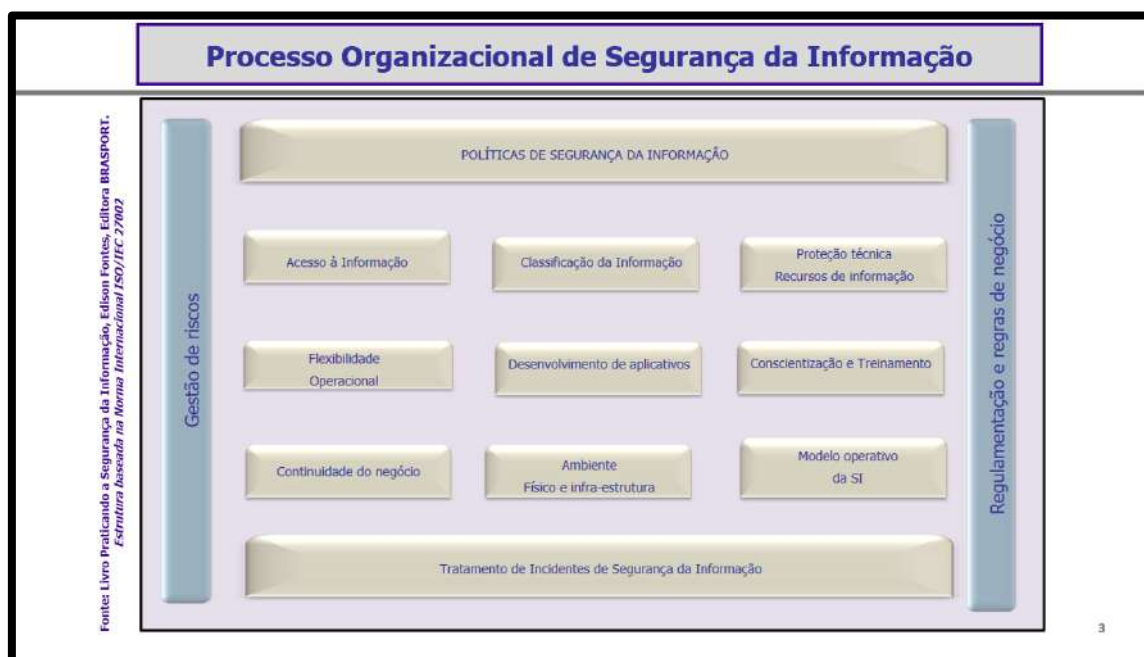 Processo Organizacional de Segurança da Informação
Fonte: Livro Praticando a Segurança da Informação, Edison Fontes, Editora BRASPORT.
Estrutura baseada na Norma Internacional ISO/IEC 27002
Gestão de riscos
POLÍTICAS DE SEGURANÇA DA INFORMAÇÃO
Acesso à Informação
Classificação da Informação
Proteção técnica
Recursos de informação
Flexibilidade
Operacional
Desenvolvimento de aplicativos
Conscientização e Treinamento
Continuidade do negócio
Ambiente
Físico e infra-estrutura
Modelo operativo
da SI
Tratamento de Incidentes de Segurança da Informação
Regulamentação e regras de negócio
3